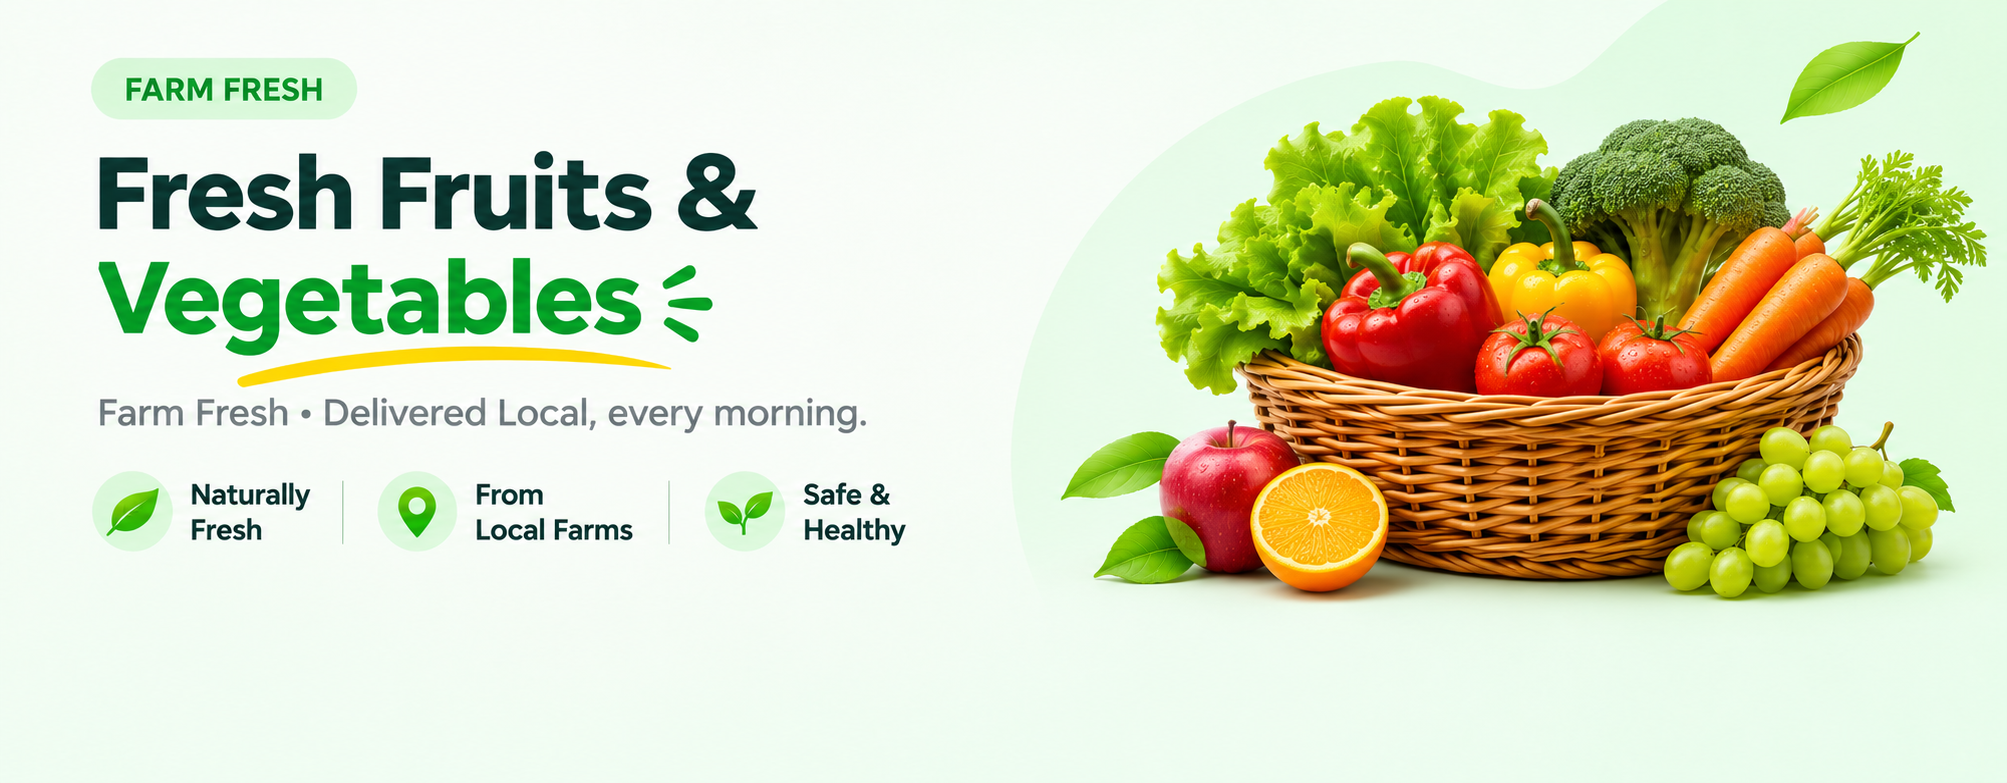 FARM FRESH
Fresh Fruits &
Vegetables
Farm Fresh • Delivered Local, every morning.
Naturally
Fresh
From
Local Farms
Safe &
Healthy